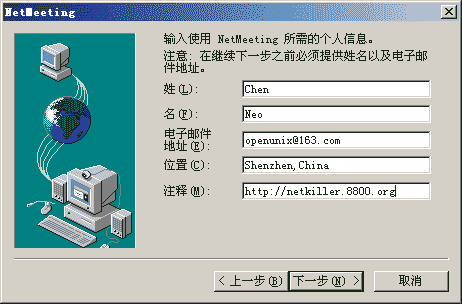 NetMeeting
输入使用 NetMeeting 所需的个人信息。
注意: 在继续下一步之前必须提供姓名以及电子邮
件地址。
姓(L): Chen
名(F): Neo
电子邮件
地址(E): openunix@163.com
位置(C): Shenzhen,China
注释(M): http://netkiller.8800.org
< 上一步(B) 下一步(N) > 取消